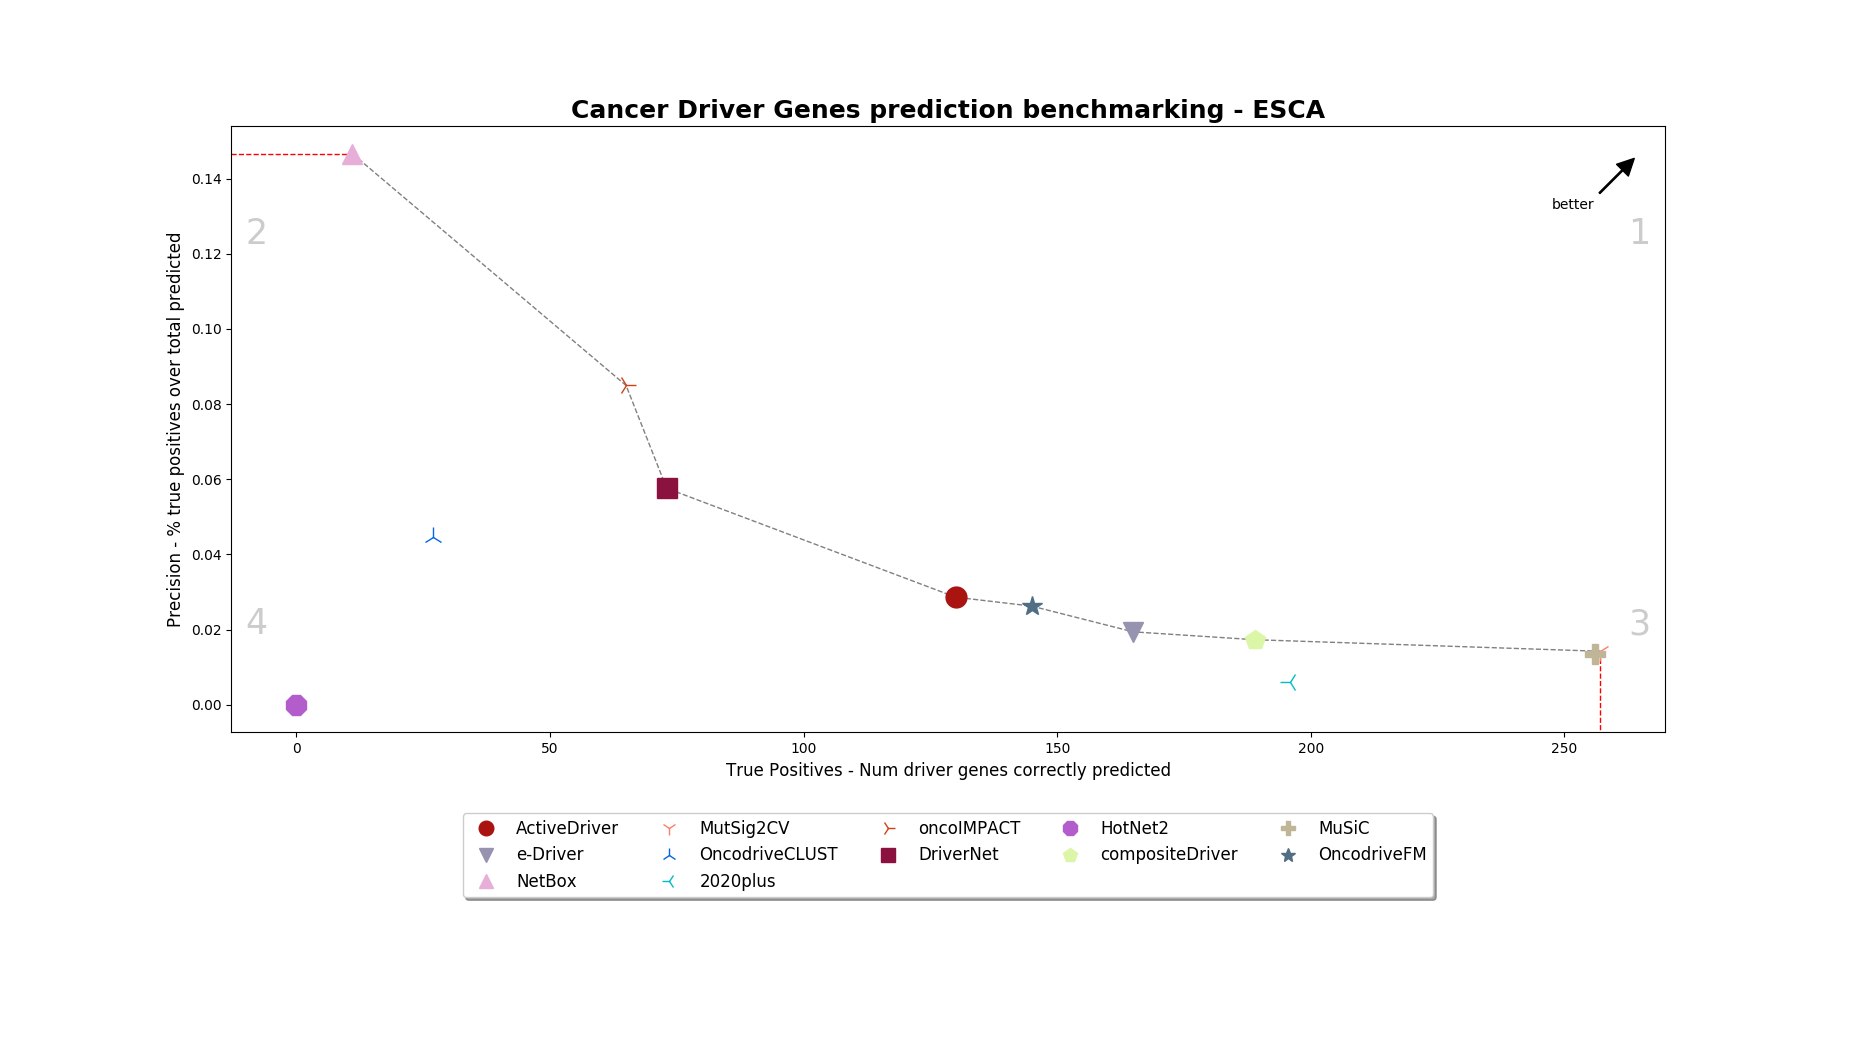 Cancer Driver Genes prediction benchmarking - ESCA
Precision - % true positives over total predicted
0.14
0.12
0.10
0.08
0.06
0.04
0.02
0.00
2
1
better
4
3
0
50
100
150
200
250
True Positives - Num driver genes correctly predicted
ActiveDriver
MutSig2CV
oncoIMPACT
HotNet2
MuSiC
e-Driver
OncodriveCLUST
DriverNet
compositeDriver
OncodriveFM
NetBox
2020plus